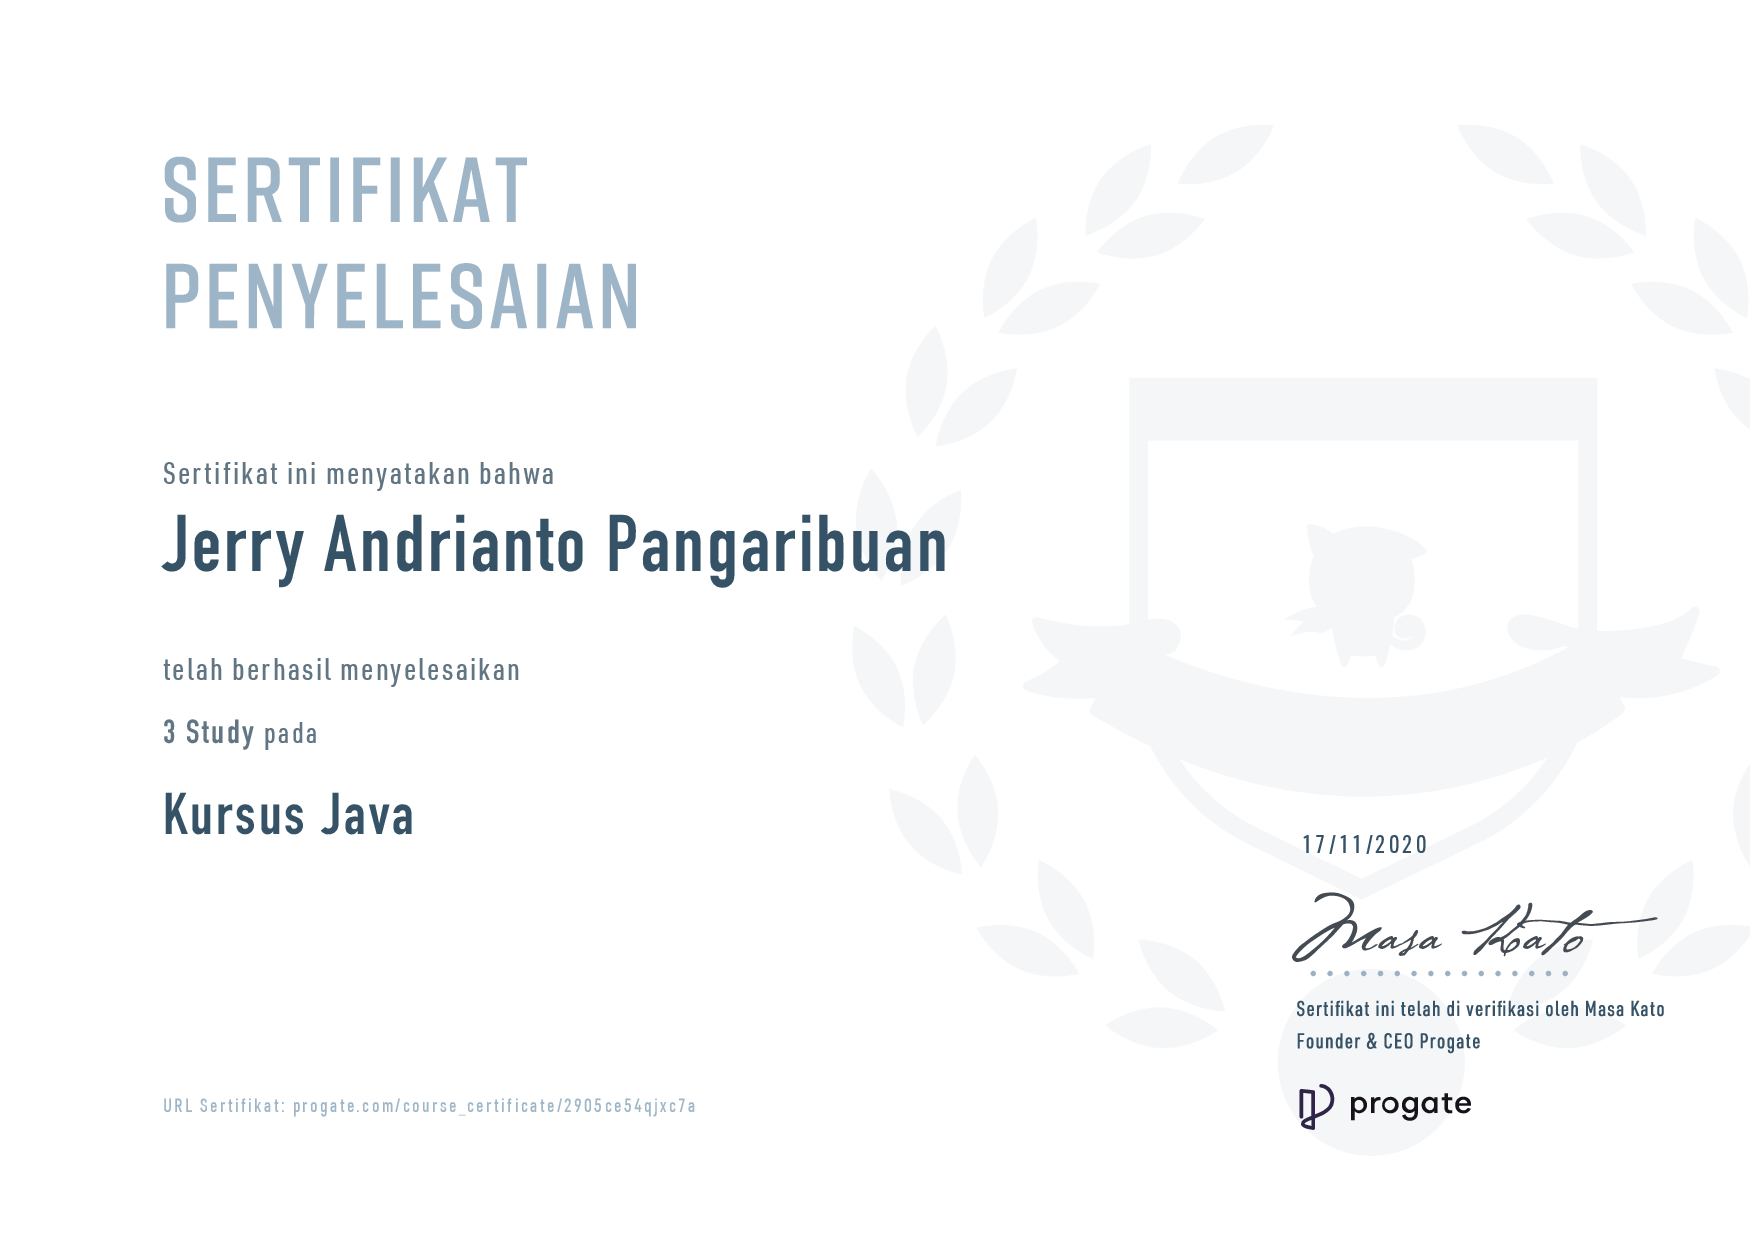 SERTIFIKAT
PENYELESAIAN
Sertifikat ini menyatakan bahwa
Jerry Andrianto Pangaribuan
telah berhasil menyelesaikan
3 Study pada
Kursus Java
17/11/2020
Masa Kato
Sertifikat ini telah di verifikasi oleh Masa Kato
Founder & CEO Progate
URL Sertifikat: progate.com/course_certificate/2905ce54qjxc7a
progate